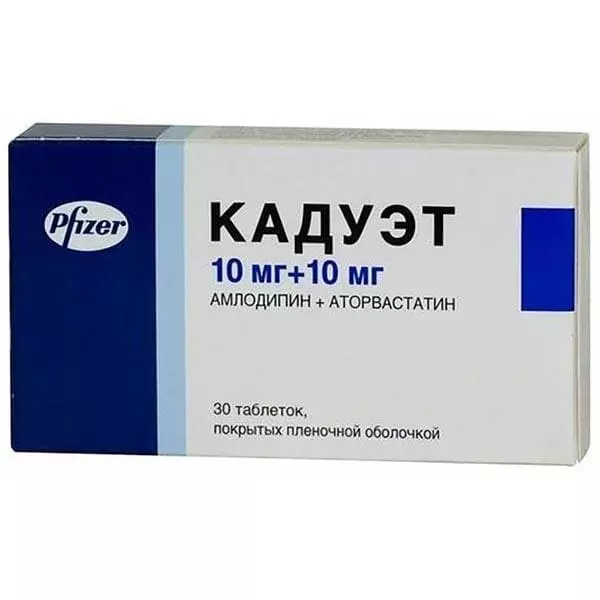 Pfizer
КАДУЭТ
10 мг+10 мг
АМЛОДИПИН + АТОРВАСТАТИН
30 таблеток,
покрытых пленочной оболочкой